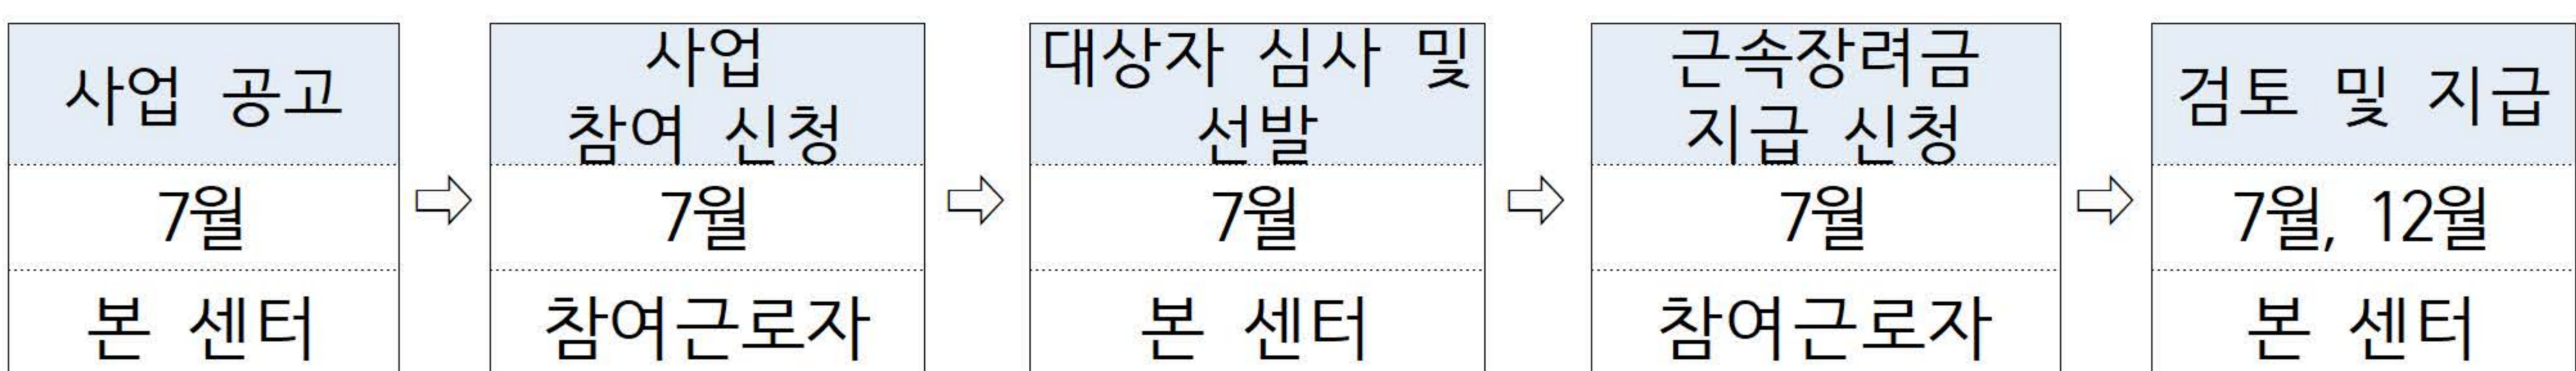 사업 공고
7월
본 센터
⇨
사업
참여 신청
7월
참여근로자
⇨
대상자 심사 및
선발
7월
본 센터
⇨
근속장려금
지급 신청
7월
참여근로자
⇨
검토 및 지급
7월, 12월
본 센터